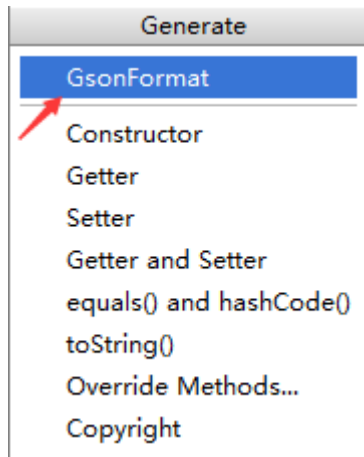 Generate
GsonFormat
Constructor
Getter
Setter
Getter and Setter
equals() and hashCode()
toString()
Override Methods...
Copyright